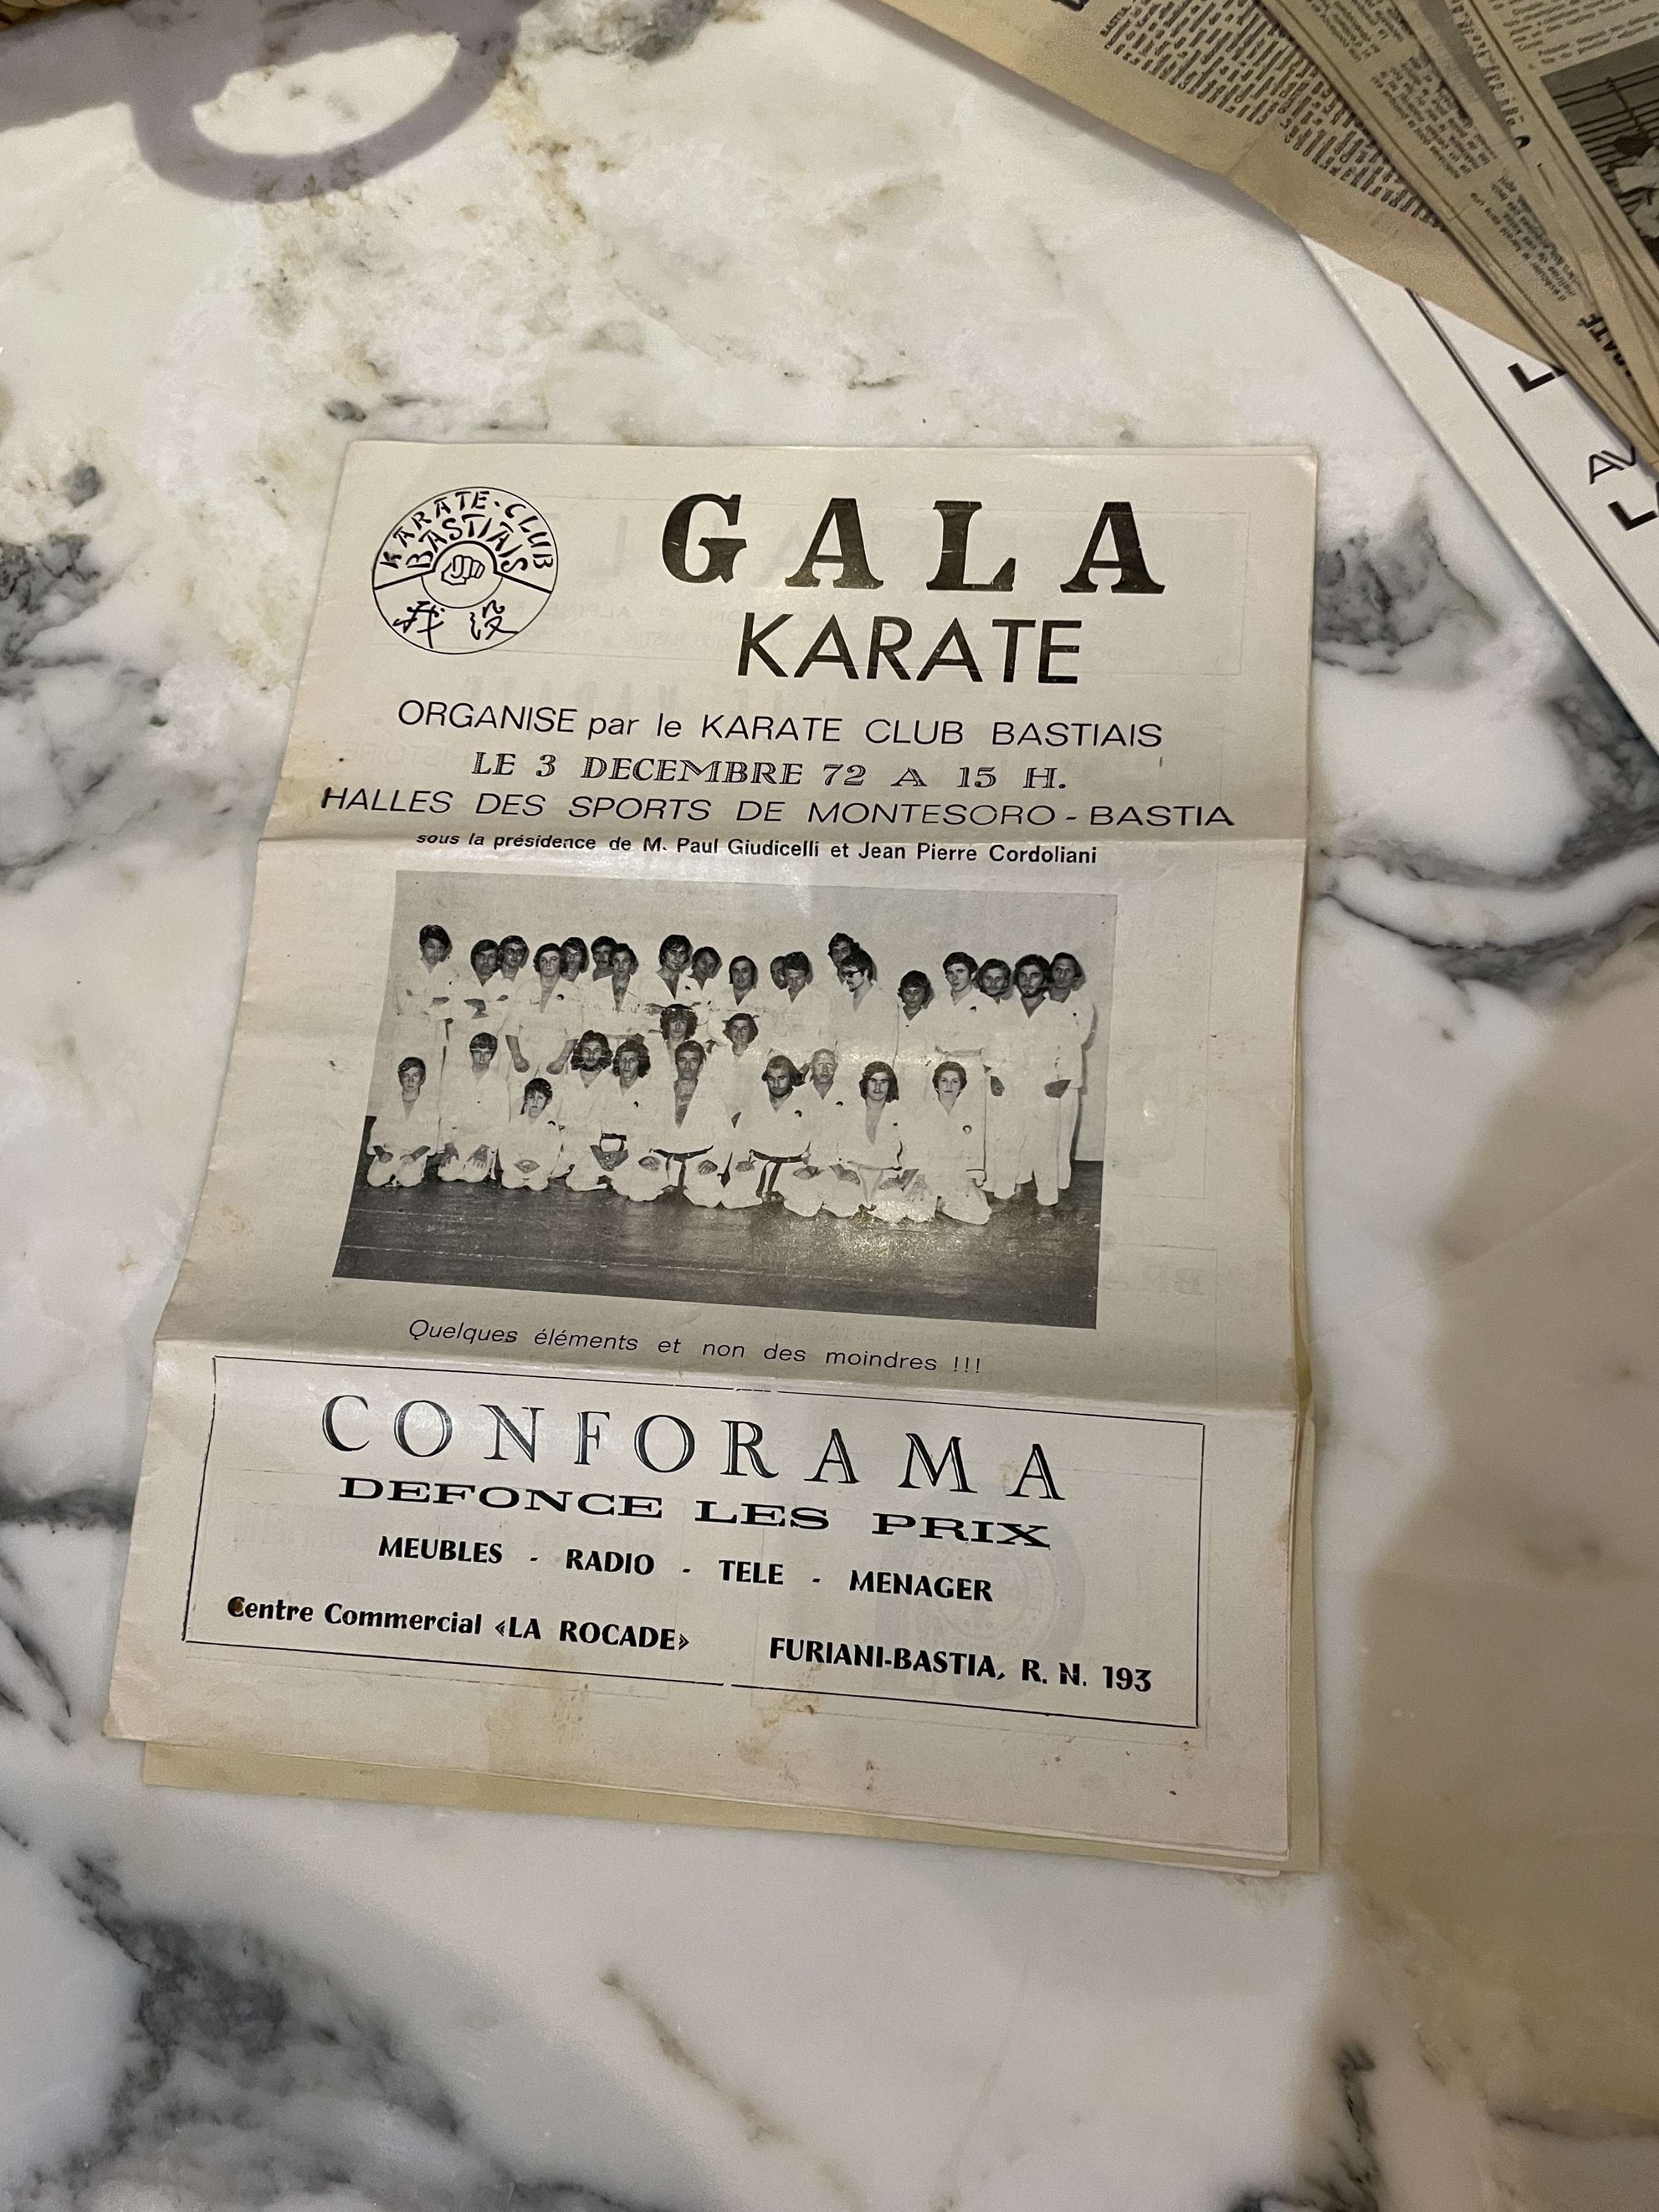 KARATE-CLUB
BASTIAIS
我 没
GALA
KARATE
ORGANISE par le KARATE CLUB BASTIAIS
LE 3 DECEMBRE 72 A 15 H.
HALLES DES SPORTS DE MONTESORO - BASTIA
sous la présidence de M. Paul Giudicelli et Jean Pierre Cordoliani
Quelques éléments et non des moindres !!!
CONFORAMA
DEFONCE LES PRIX
MEUBLES - RADIO - TELE - MENAGER
Centre Commercial «LA ROCADE» FURIANI-BASTIA, R. N. 193